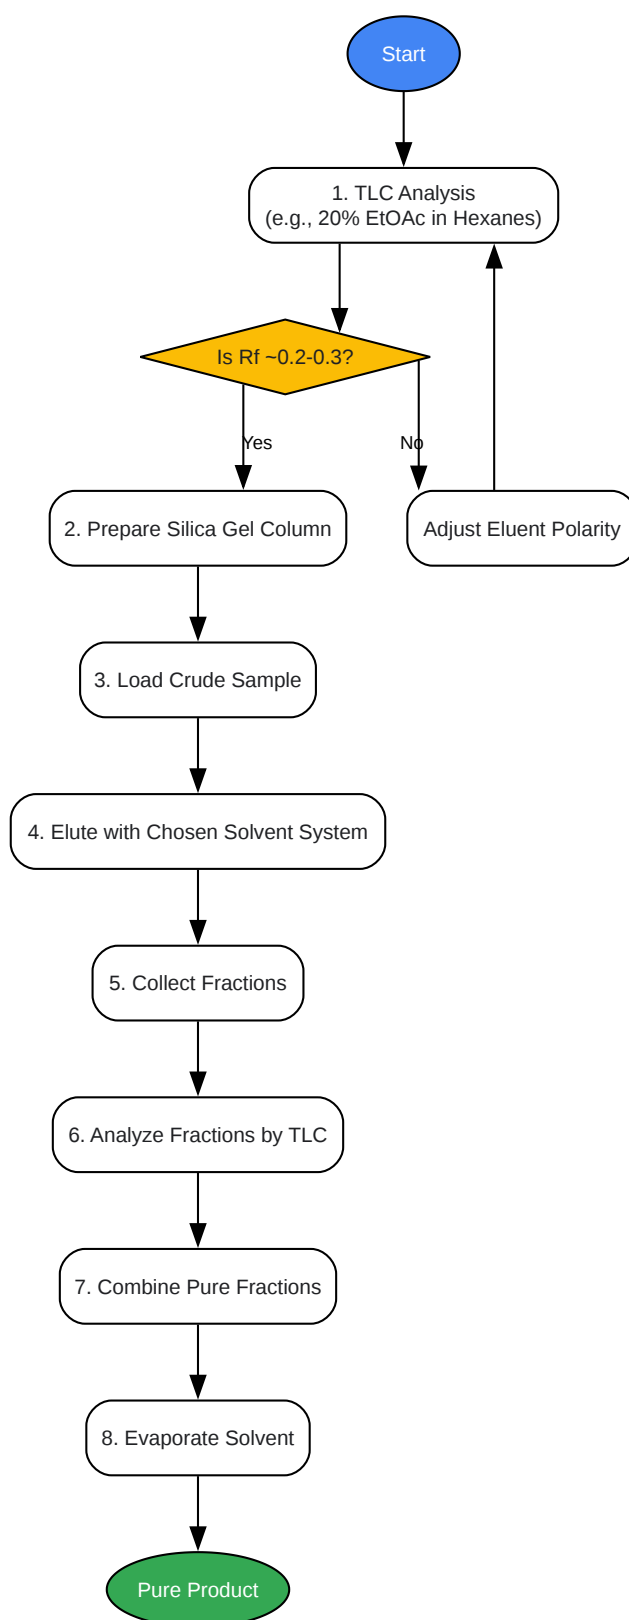 Start
1. TLC Analysis
(e.g., 20% EtOAc in Hexanes)
Is Rf ~0.2-0.3?
Yes
No
2. Prepare Silica Gel Column
Adjust Eluent Polarity
3. Load Crude Sample
4. Elute with Chosen Solvent System
5. Collect Fractions
6. Analyze Fractions by TLC
7. Combine Pure Fractions
8. Evaporate Solvent
Pure Product